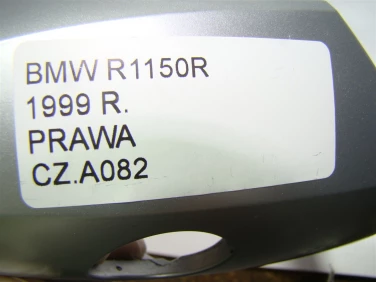 BMW R1150R
1999 R.
PRAWA
CZ.A082